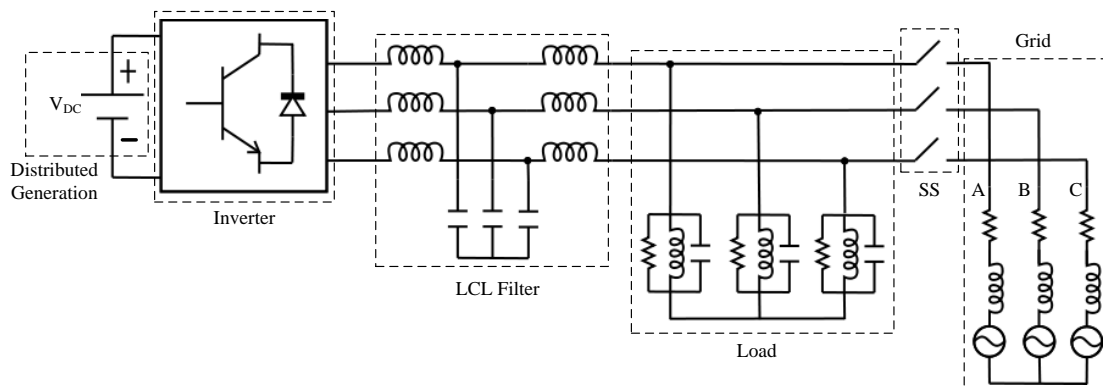 Grid
+
V_DC
−
Distributed
Generation
Inverter
LCL Filter
Load
SS
A
B
C